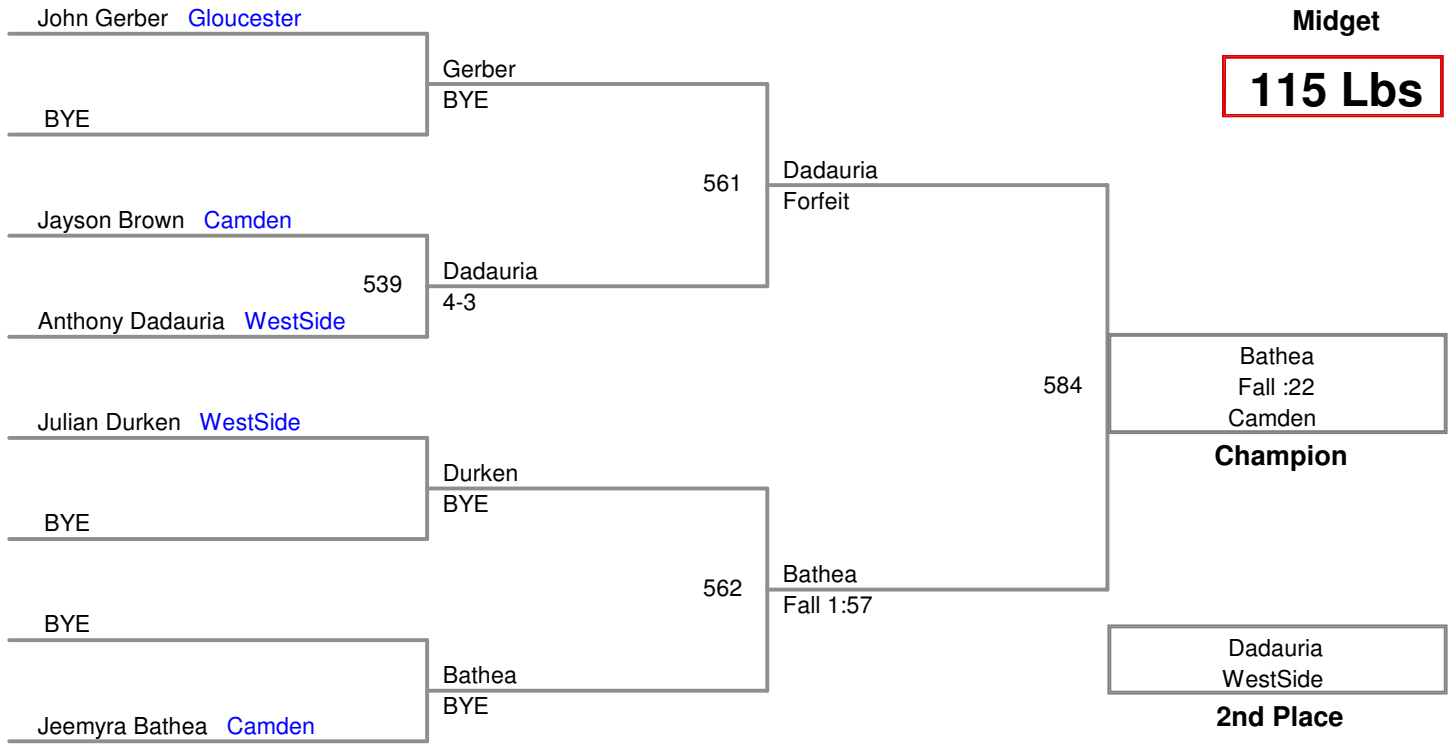 John Gerber Gloucester
Midget
115 Lbs
Gerber
BYE
BYE
561
Dadauria
Forfeit
Jayson Brown Camden
539
Dadauria
4-3
Anthony Dadauria WestSide
584
Bathea
Fall :22
Camden
Champion
Julian Durken WestSide
Durken
BYE
BYE
562
Bathea
Fall 1:57
BYE
Bathea
BYE
Jeemyra Bathea Camden
Dadauria
WestSide
2nd Place